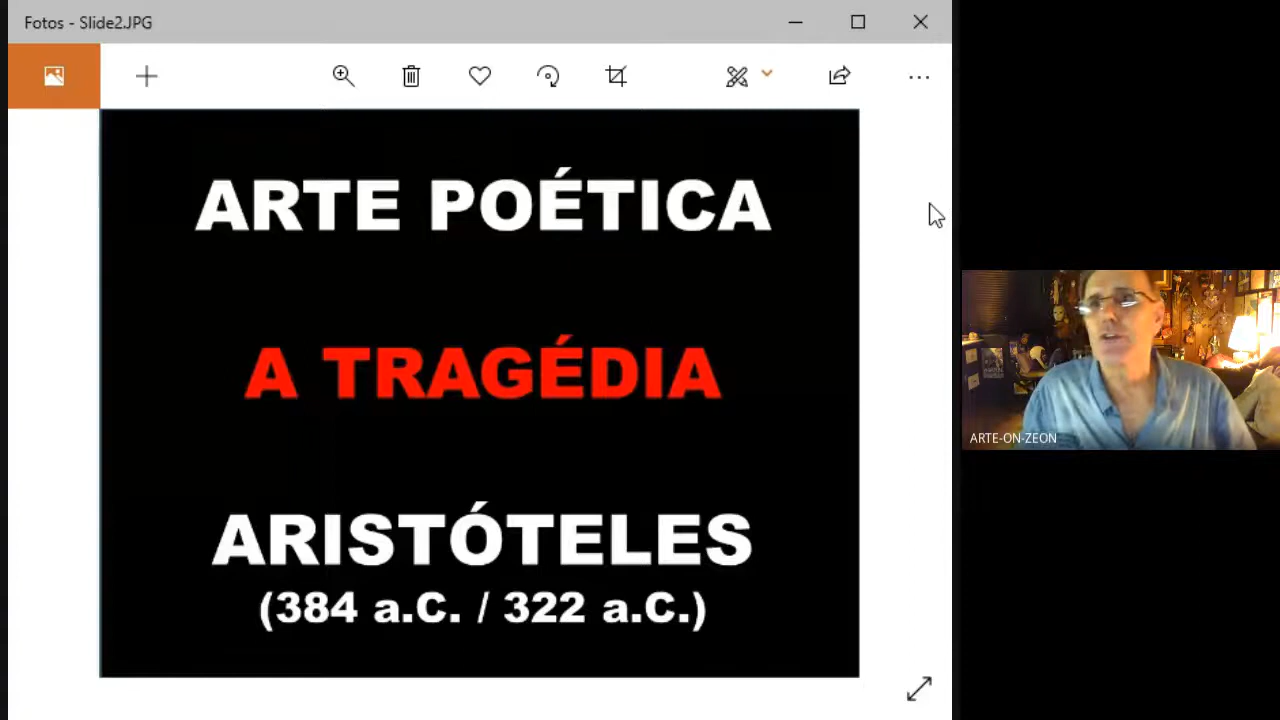 Fotos - Slide2.JPG
ARTE POÉTICA
A TRAGÉDIA
ARISTÓTELES
(384 a.C. / 322 a.C.)
ARTE-ON-ZEON